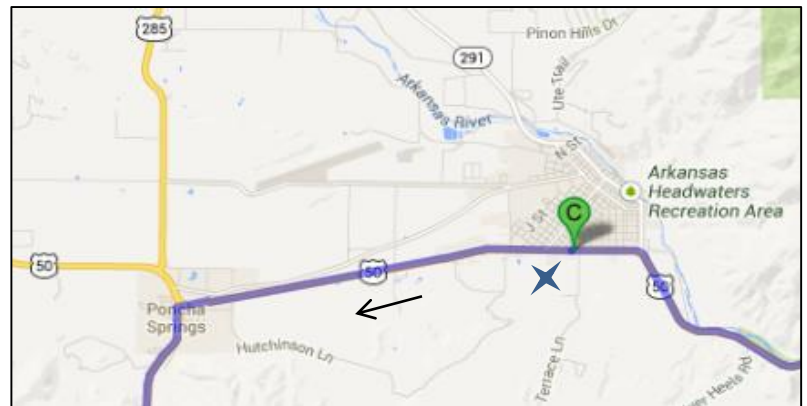 285
Pinon Hills Dr
291
Ute Trail
Arkansas
River
N St
Arkansas
Headwaters
Recreation Area
J St
C
50
50
50
Poncha
Springs
Hutchinson Ln
Terrace Ln
Heels Rd